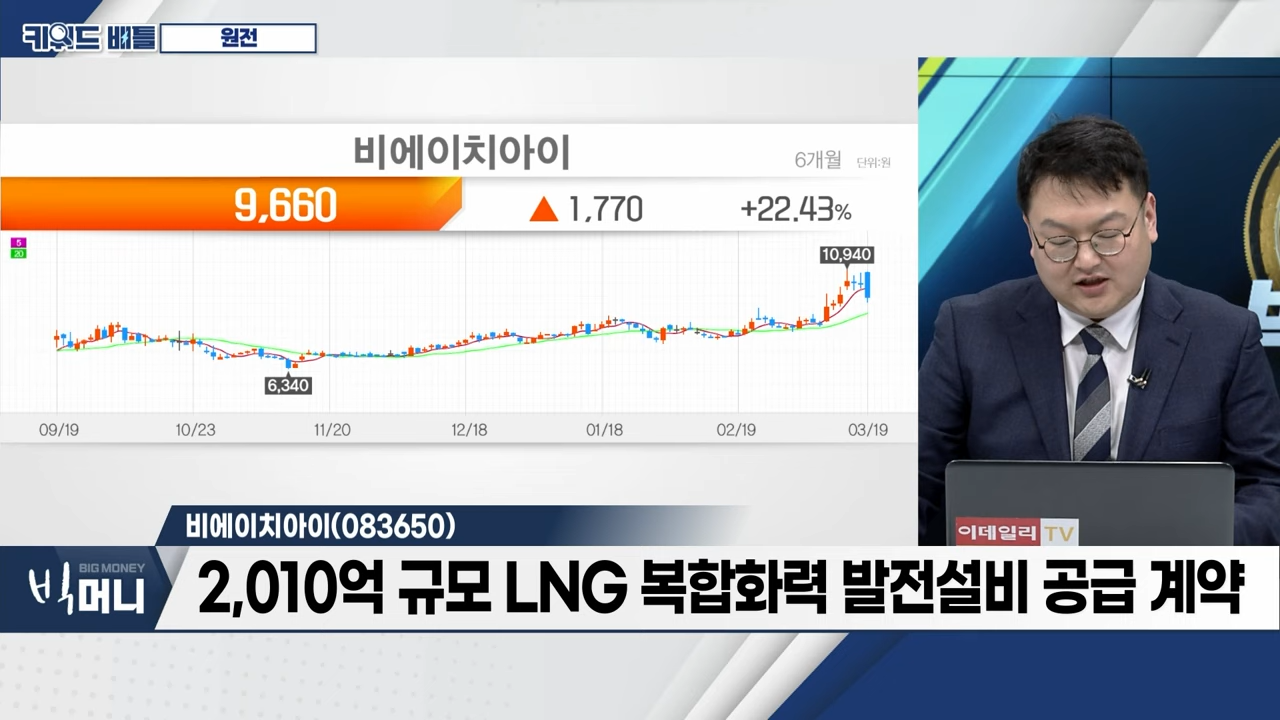 키워드 배틀 원전
비에이치아이
6개월 단위:원
9,660 ▲ 1,770 +22.43%
5
20
10,940
6,340
09/19 10/23 11/20 12/18 01/18 02/19 03/19
이데일리 TV
비에이치아이(083650)
BIG MONEY
빅머니
2,010억 규모 LNG 복합화력 발전설비 공급 계약